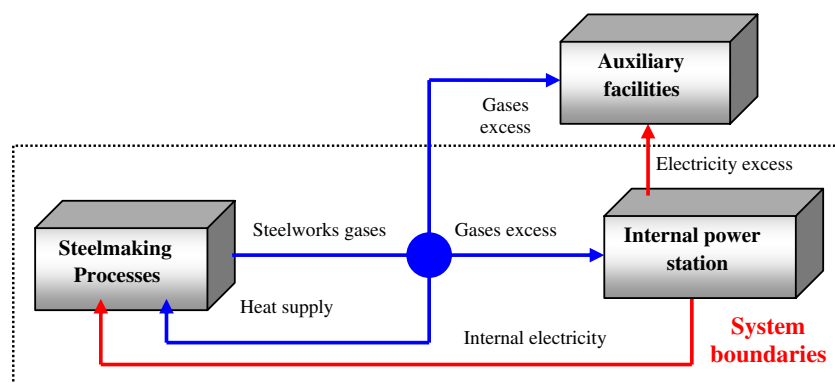 Auxiliary
facilities
Gases
excess
Electricity excess
Steelmaking
Processes
Steelworks gases
Gases excess
Internal power
station
Heat supply
Internal electricity
System
boundaries